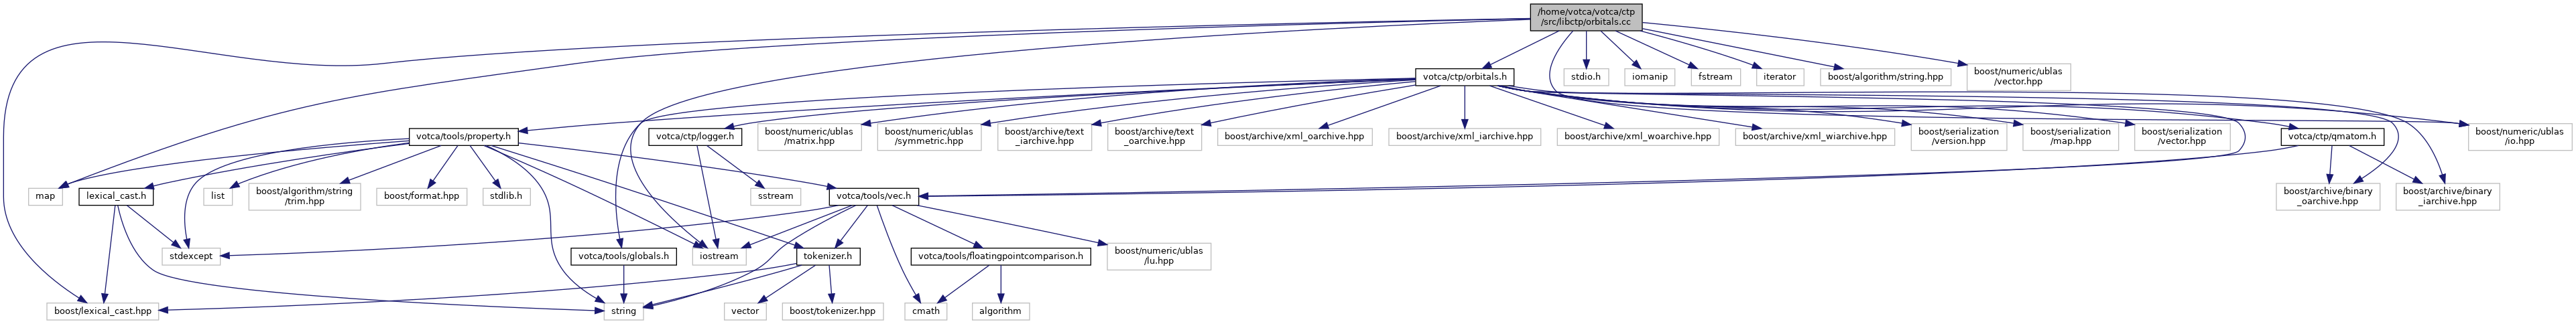 /home/votca/votca/ctp
/src/libctp/orbitals.cc
votca/ctp/orbitals.h
stdio.h
iomanip
fstream
iterator
boost/algorithm/string.hpp
boost/numeric/ublas
/vector.hpp
votca/tools/property.h
votca/ctp/logger.h
boost/numeric/ublas
/matrix.hpp
boost/numeric/ublas
/symmetric.hpp
boost/archive/text
_iarchive.hpp
boost/archive/text
_oarchive.hpp
boost/archive/xml_oarchive.hpp
boost/archive/xml_iarchive.hpp
boost/archive/xml_woarchive.hpp
boost/archive/xml_wiarchive.hpp
boost/serialization
/version.hpp
boost/serialization
/map.hpp
boost/serialization
/vector.hpp
votca/ctp/qmatom.h
boost/numeric/ublas
/io.hpp
map
lexical_cast.h
list
boost/algorithm/string
/trim.hpp
boost/format.hpp
stdlib.h
sstream
votca/tools/vec.h
boost/archive/binary
_oarchive.hpp
boost/archive/binary
_iarchive.hpp
stdexcept
votca/tools/globals.h
iostream
tokenizer.h
votca/tools/floatingpointcomparison.h
boost/numeric/ublas
/lu.hpp
boost/lexical_cast.hpp
string
vector
boost/tokenizer.hpp
cmath
algorithm